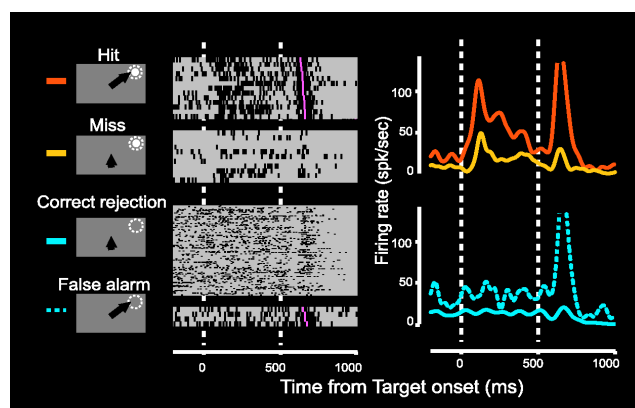 Hit
Miss
Correct rejection
False alarm
0 500 1000
100
50
0
100
50
0
Firing rate (spk/sec)
0 500 1000
Time from Target onset (ms)